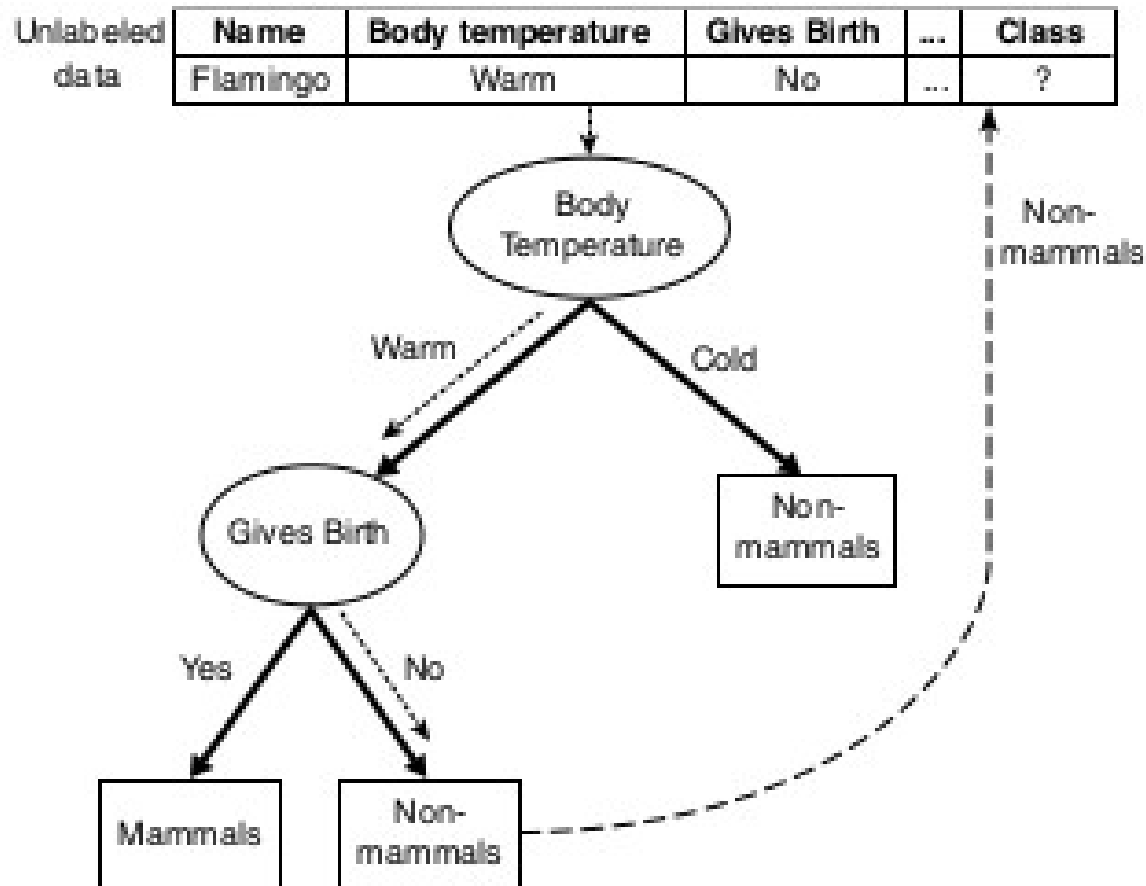 Unlabeled data
Name Body temperature Gives Birth ... Class
Flamingo Warm No ... ?
Body
Temperature
Non-
mammals
Warm
Cold
Gives Birth
Non-
mammals
Yes
No
Mammals
Non-
mammals